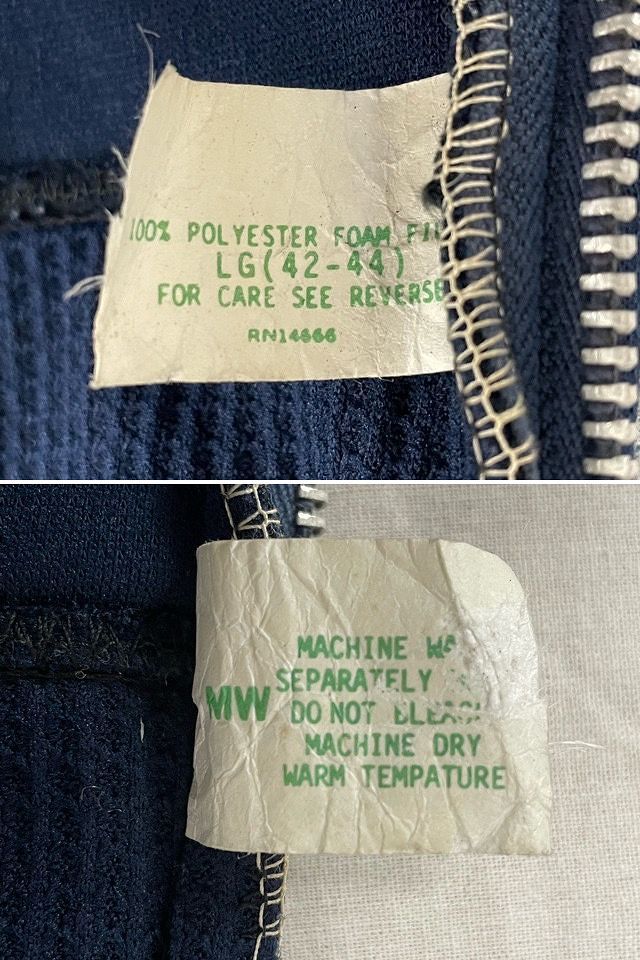 100% POLYESTER FOAM
LG(42-44)
FOR CARE SEE REVERSE
RN14666
MACHINE
SEPARATELY
MW DO NOT BLEACH
MACHINE DRY
WARM TEMPATURE